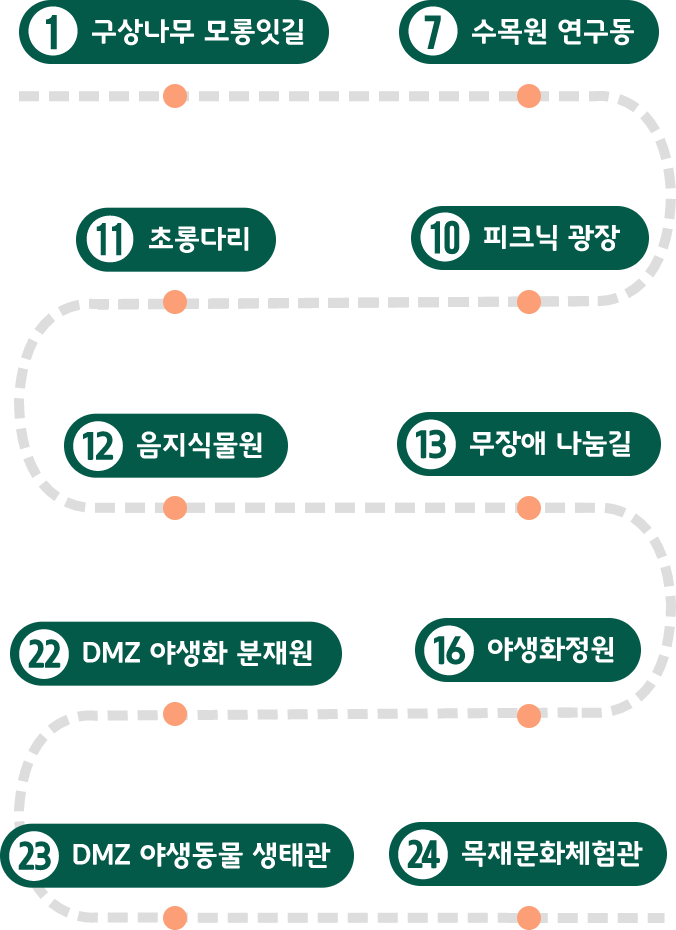 1 구상나무 모롱잇길
7 수목원 연구동
11 초롱다리
10 피크닉 광장
12 음지식물원
13 무장애 나눔길
22 DMZ 야생화 분재원
16 야생화정원
23 DMZ 야생동물 생태관
24 목재문화체험관